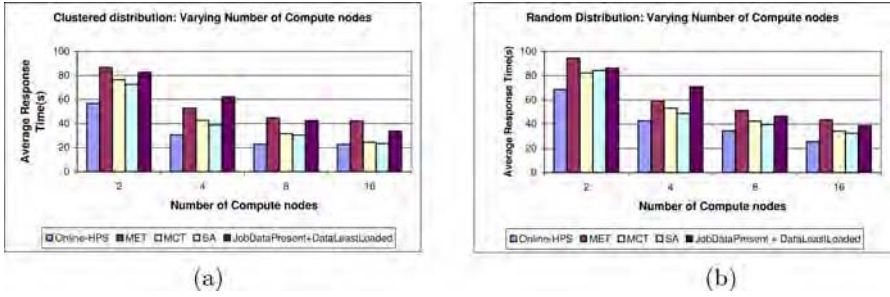 Clustered distribution: Varying Number of Compute nodes
100
80
60
40
20
0
Average Response
Time(s)
2 4 8 16
Number of Compute nodes
Online-HPS MET MCT SA JobDataPresent+DataLeastLoaded
(a)
Random Distribution: Varying Number of Compute nodes
100
80
60
40
20
0
Average Response Time(s)
2 4 8 16
Number of Compute nodes
Online-HPS MET MCT SA JobDataPresent + DataLeastLoaded
(b)